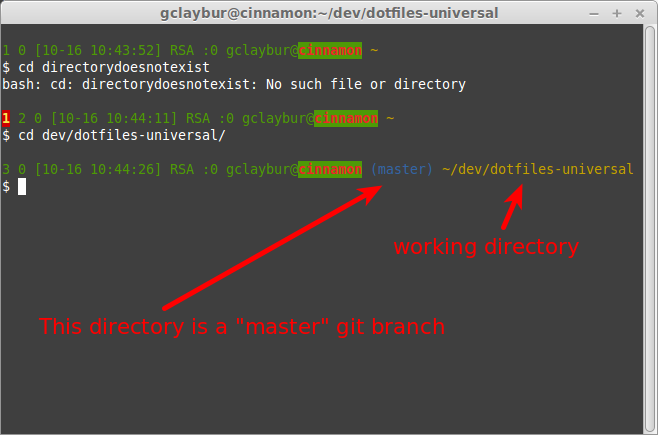 gclaybur@cinnamon:~/dev/dotfiles-universal
1 0 [10-16 10:43:52] RSA :0 gclaybur@cinnamon ~
$ cd directorydoesnotexist
bash: cd: directorydoesnotexist: No such file or directory
1 2 0 [10-16 10:44:11] RSA :0 gclaybur@cinnamon ~
$ cd dev/dotfiles-universal/
3 0 [10-16 10:44:26] RSA :0 gclaybur@cinnamon (master) ~/dev/dotfiles-universal
$
working directory
This directory is a "master" git branch